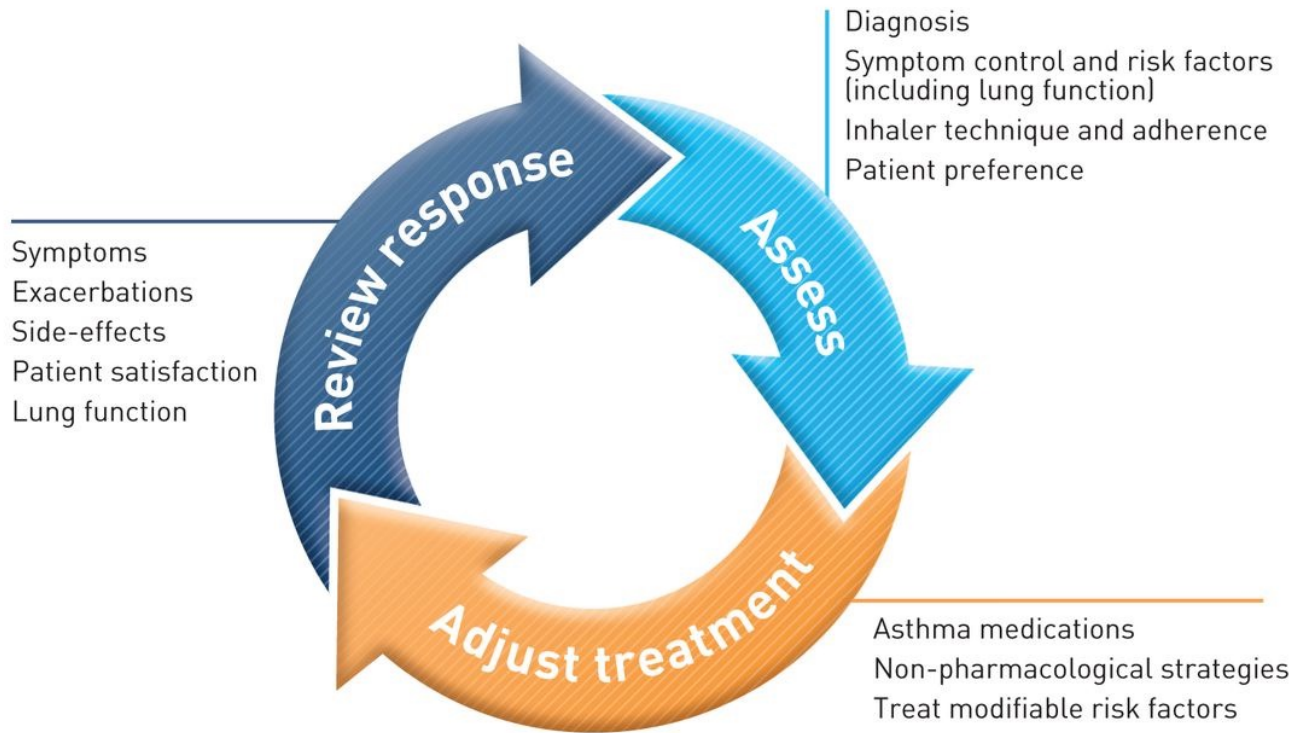 Diagnosis
Symptom control and risk factors
(including lung function)
Inhaler technique and adherence
Patient preference
Assess
Asthma medications
Non-pharmacological strategies
Treat modifiable risk factors
Adjust treatment
Symptoms
Exacerbations
Side-effects
Patient satisfaction
Lung function
Review response